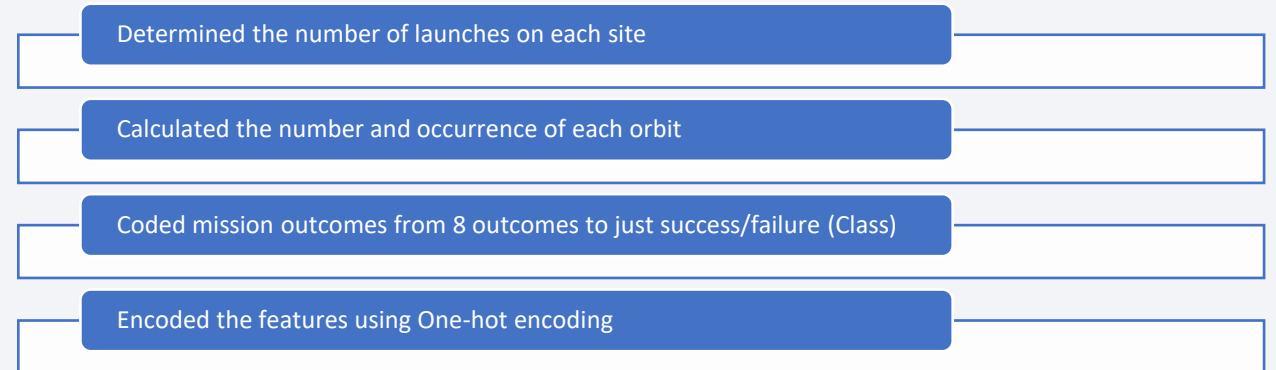 Determined the number of launches on each site
Calculated the number and occurrence of each orbit
Coded mission outcomes from 8 outcomes to just success/failure (Class)
Encoded the features using One-hot encoding